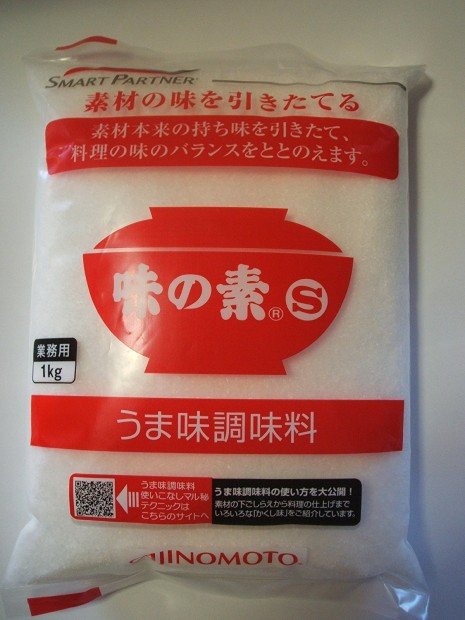 SMART PARTNER
素材の味を引きたてる
素材本来の持ち味を引きたて、
料理の味のバランスをととのえます。
味の素® Ⓢ
業務用
1kg
うま味調味料
うま味調味料
使いこなしマル秘
テクニックは
こちらのサイトへ
うま味調味料の使い方を大公開!
素材の下ごしらえから料理の仕上げまで
いろいろな「かくし味」をご紹介しています。
AJINOMOTO